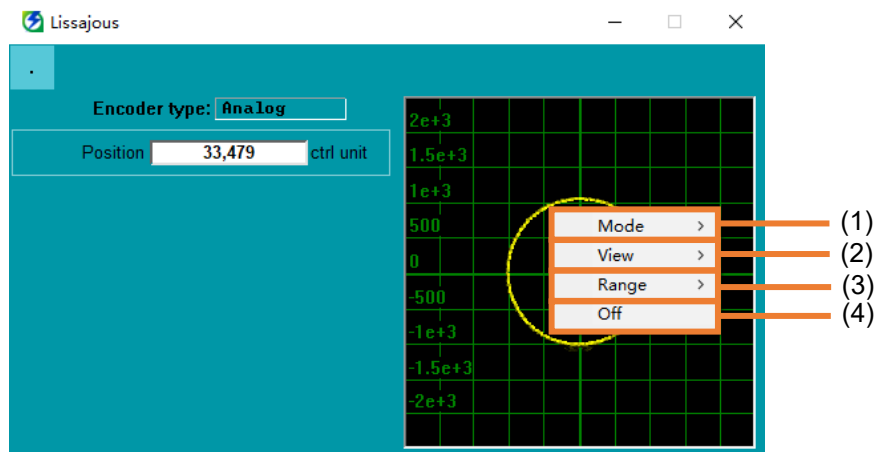 Lissajous
.
Encoder type: Analog
Position 33,479 ctrl unit
2e+3
1.5e+3
1e+3
500
0
-500
-1e+3
-1.5e+3
-2e+3
Mode > (1)
View > (2)
Range > (3)
Off (4)